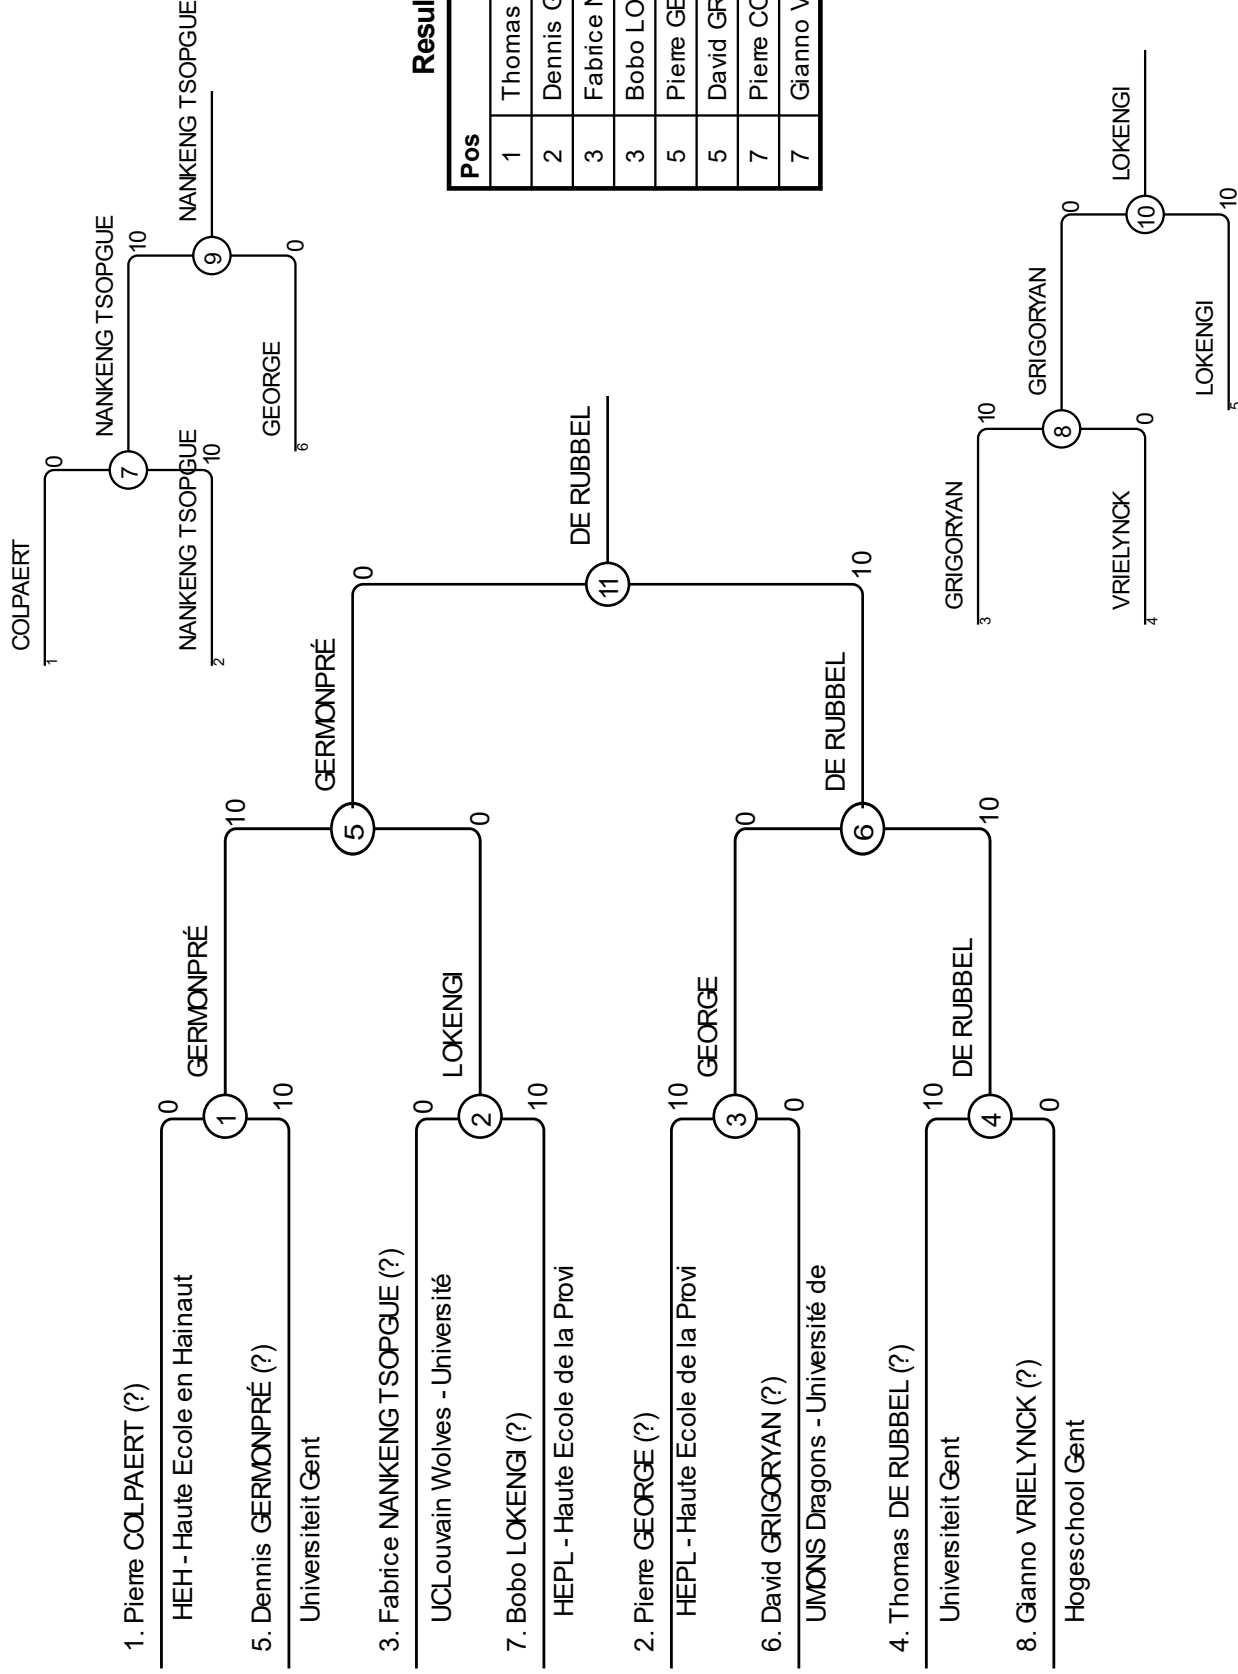 1. Pierre COLPAERT (?)
HEH - Haute Ecole en Hainaut
5. Dennis GERMONPRÉ (?)
Universiteit Gent
3. Fabrice NANKENG TSOPGUE (?)
UCLouvain Wolves - Université
7. Bobo LOKENGI (?)
HEPL - Haute Ecole de la Provi
2. Pierre GEORGE (?)
HEPL - Haute Ecole de la Provi
6. David GRIGORYAN (?)
UMONS Dragons - Université de
4. Thomas DE RUBBEL (?)
Universiteit Gent
8. Gianno VRIELYNCK (?)
Hogeschool Gent
0
1
10
GERMONPRÉ
0
2
10
LOKENGI
10
3
0
GEORGE
10
4
0
DE RUBBEL
10
5
0
GERMONPRÉ
0
6
10
DE RUBBEL
0
11
10
DE RUBBEL
COLPAERT
1
0
7
NANKENG TSOPGUE
2
10
NANKENG TSOPGUE
10
9
GEORGE
6
0
NANKENG TSOPGUE
GRIGORYAN
3
10
8
VRIELYNCK
4
0
GRIGORYAN
0
10
LOKENGI
5
10
LOKENGI
Resul
Pos
1 Thomas
2 Dennis G
3 Fabrice N
3 Bobo LO
5 Pierre GE
5 David GR
7 Pierre CO
7 Gianno V